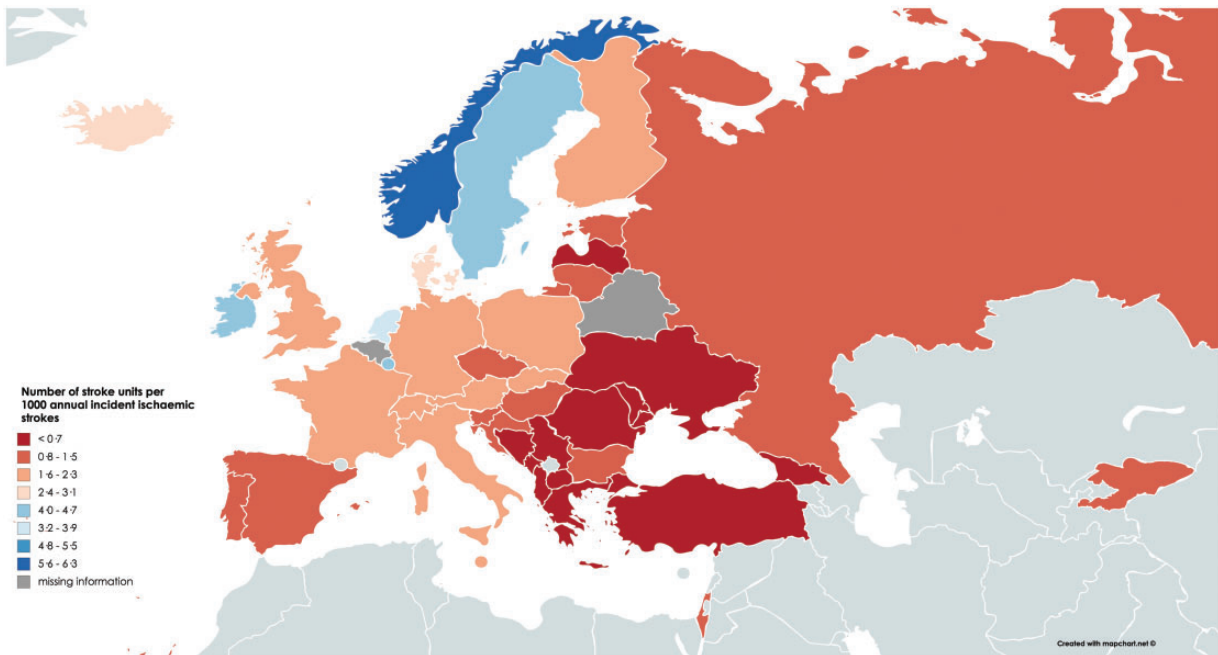 Number of stroke units per
1000 annual incident ischaemic
strokes
< 0·7
0·8 - 1·5
1·6 - 2·3
2·4 - 3·1
4·0 - 4·7
3·2 - 3·9
4·8 - 5·5
5·6 - 6·3
missing information
Created with mapchart.net ©